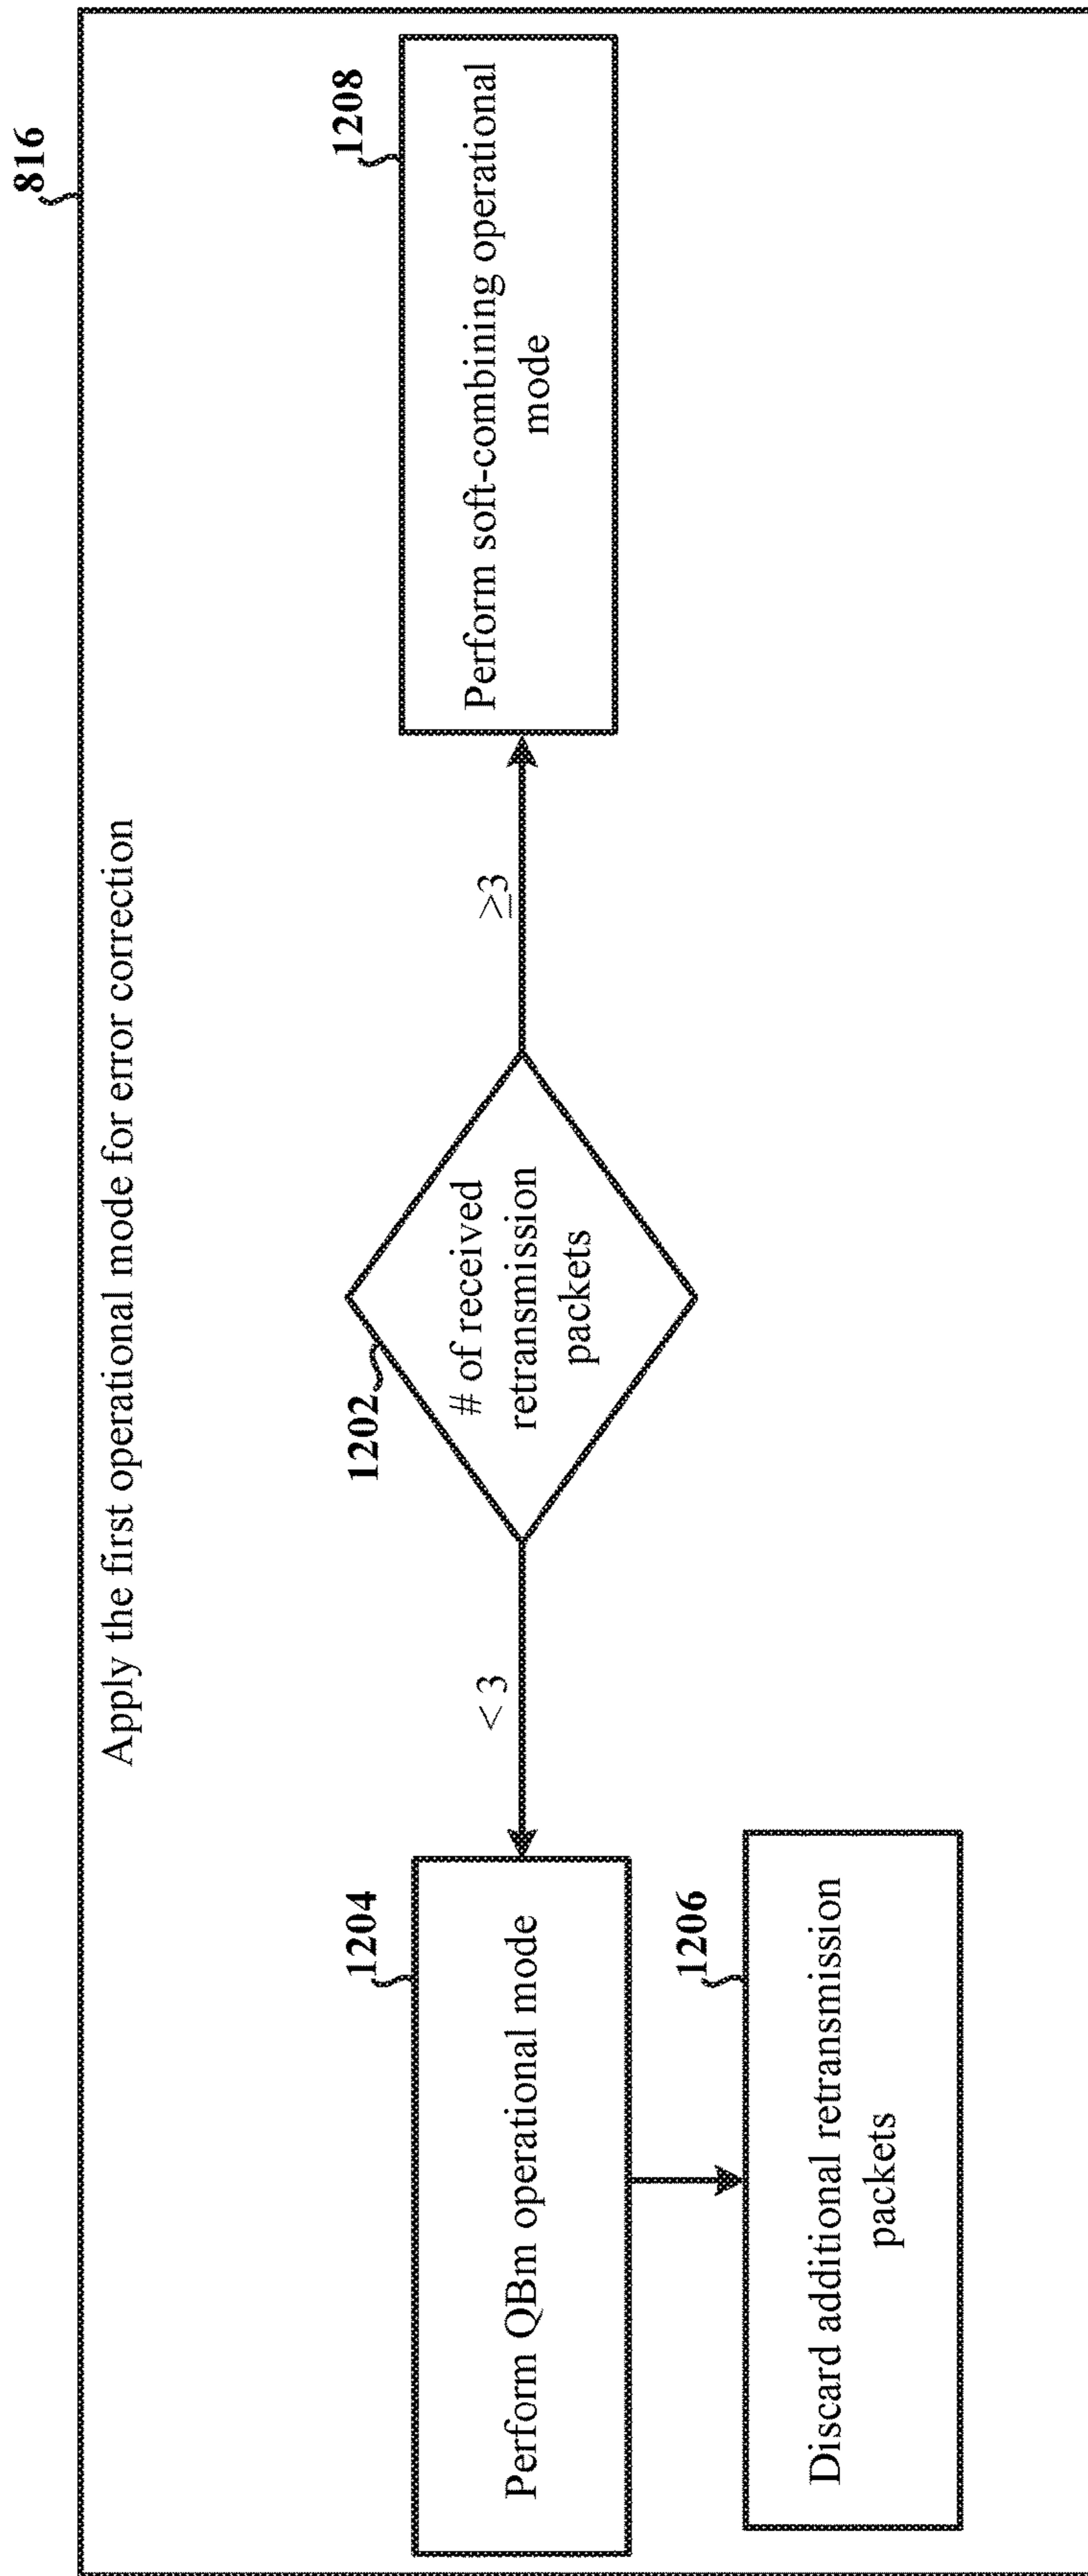 816
Apply the first operational mode for error correction
1202
# of received
retransmission
packets
< 3
≥3
1204
Perform QBm operational mode
1206
Discard additional retransmission
packets
1208
Perform soft-combining operational
mode